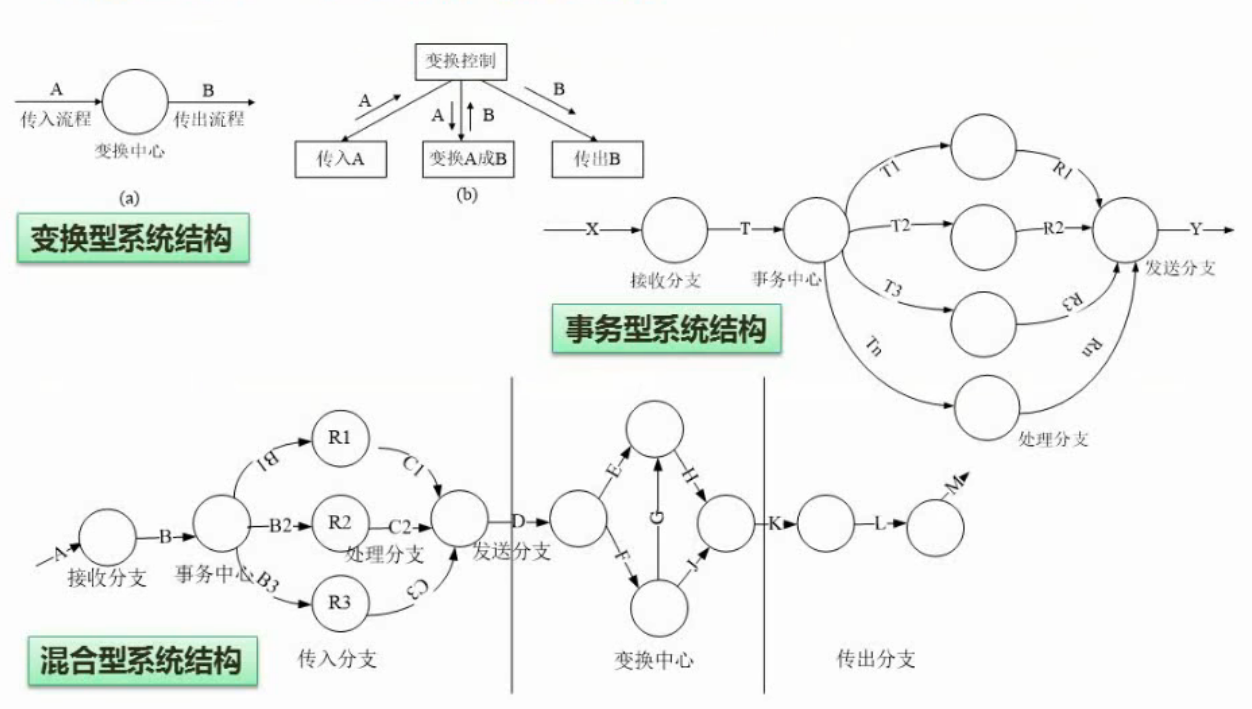 A
传入流程
B
传出流程
变换中心
(a)
变换型系统结构
变换控制
A
A
B
B
传入A
变换A成B
传出B
(b)
X
接收分支
T
事务中心
T1
T2
T3
Tn
R1
R2
R3
Rn
处理分支
发送分支
Y
事务型系统结构
A
接收分支
B
事务中心
B1
B2
B3
R1
R2
R3
处理分支
C1
C2
C3
发送分支
D
E
F
G
H
J
K
L
M
混合型系统结构
传入分支
变换中心
传出分支